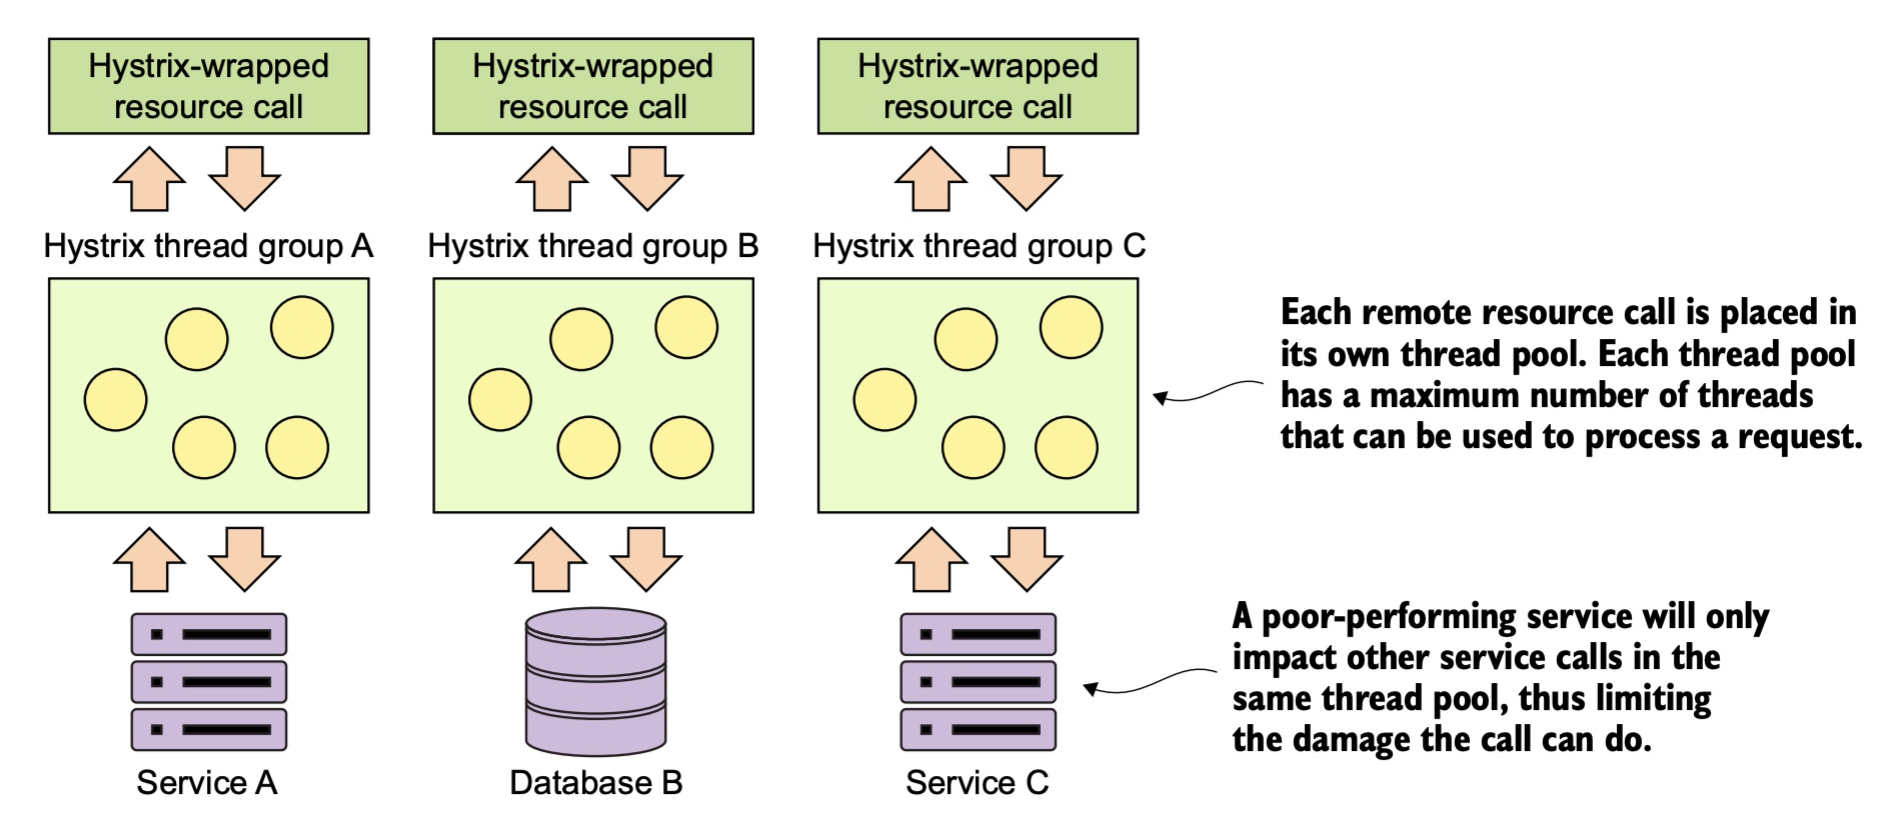 Hystrix-wrapped
resource call
Hystrix-wrapped
resource call
Hystrix-wrapped
resource call
Hystrix thread group A
Hystrix thread group B
Hystrix thread group C
Each remote resource call is placed in
its own thread pool. Each thread pool
has a maximum number of threads
that can be used to process a request.
A poor-performing service will only
impact other service calls in the
same thread pool, thus limiting
the damage the call can do.
Service A
Database B
Service C